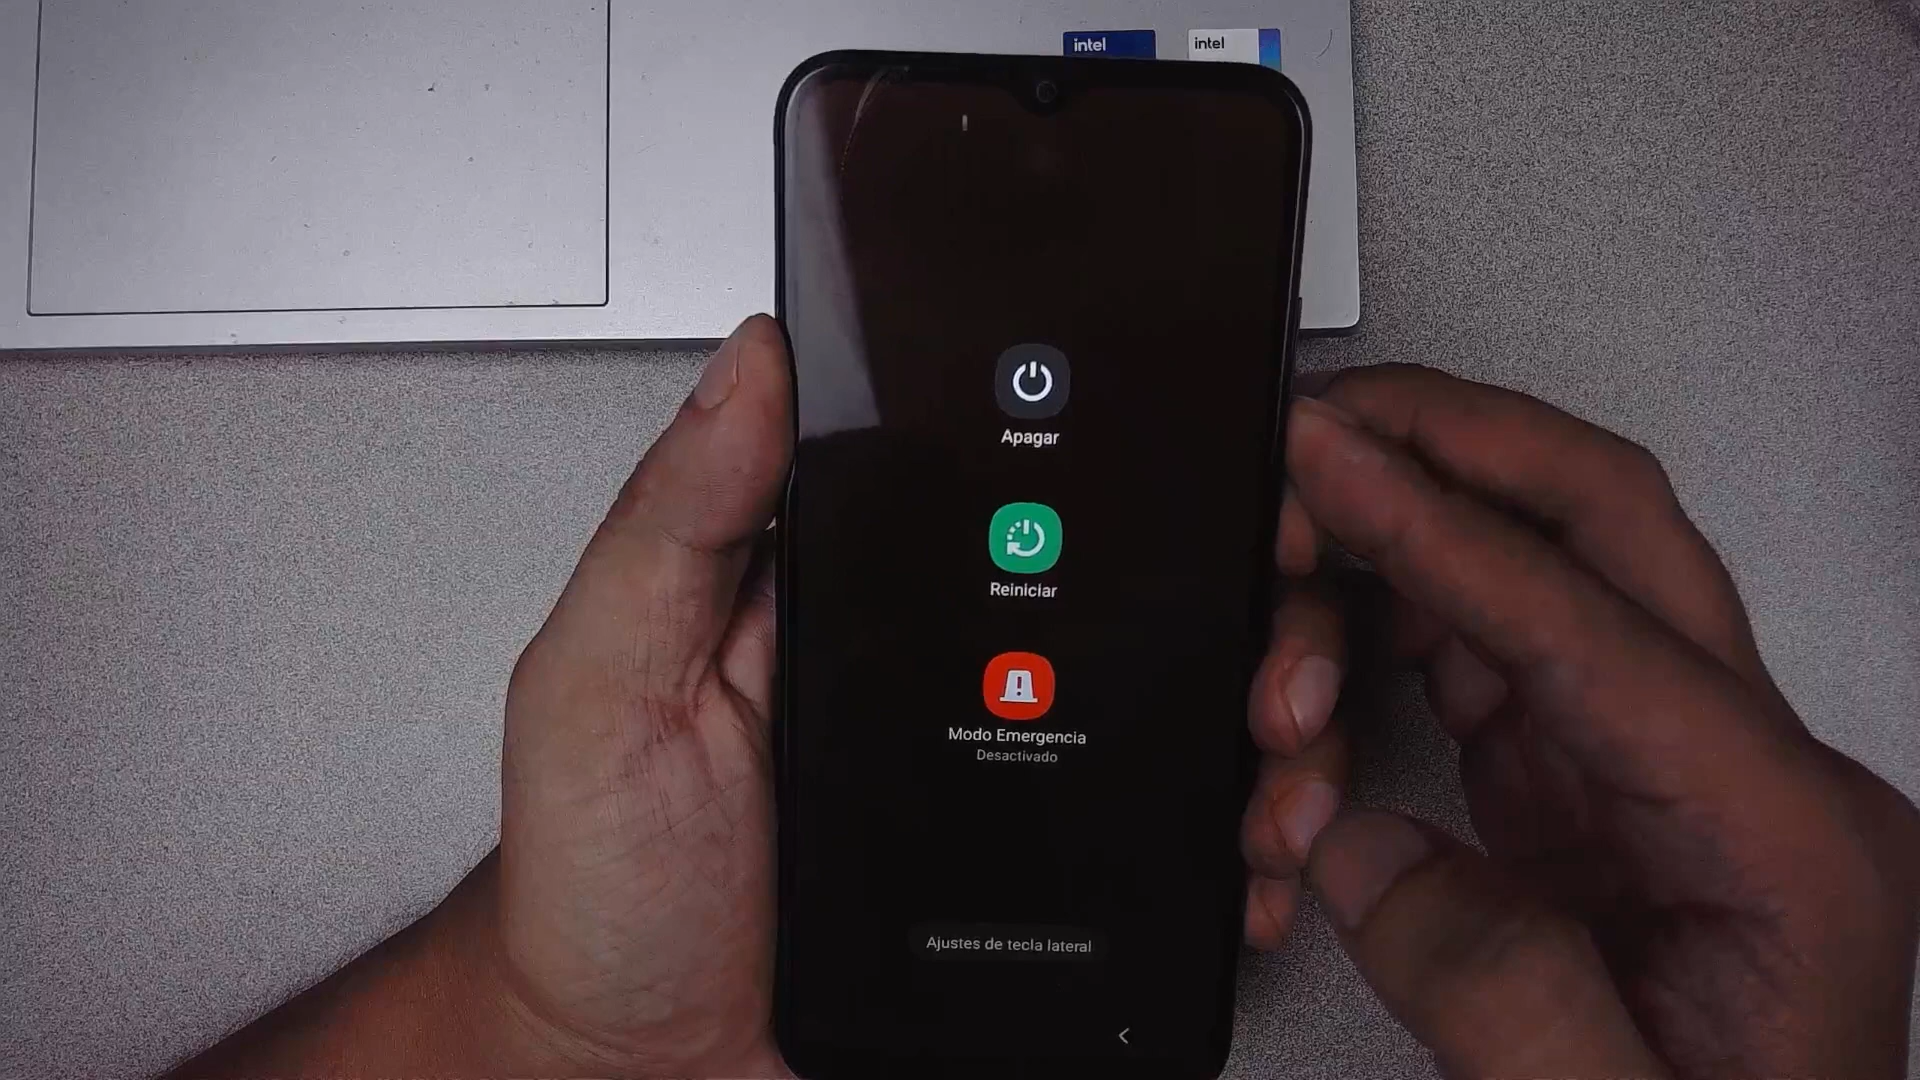 intel
intel
Apagar
Reiniciar
Modo Emergencia
Desactivado
Ajustes de tecla lateral